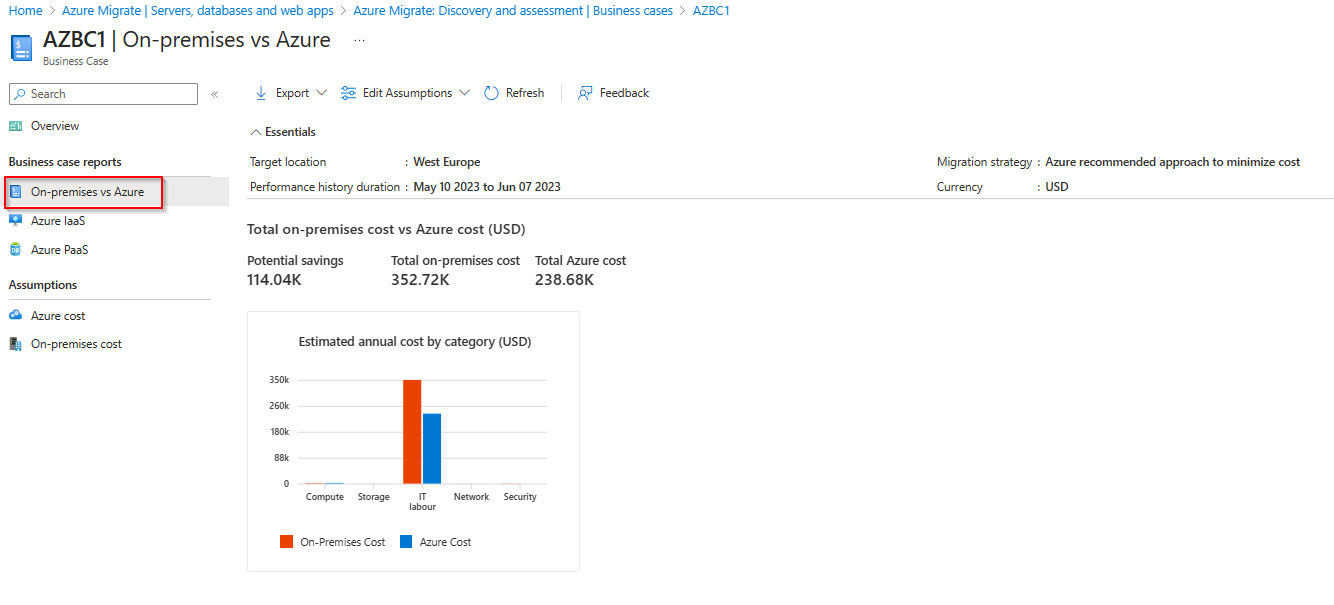 Home > Azure Migrate | Servers, databases and web apps > Azure Migrate: Discovery and assessment | Business cases > AZBC1
AZBC1 | On-premises vs Azure ...
Business Case
Search «
Export Edit Assumptions Refresh Feedback
Overview
Business case reports
On-premises vs Azure
Azure IaaS
Azure PaaS
Assumptions
Azure cost
On-premises cost
Essentials
Target location : West Europe
Migration strategy : Azure recommended approach to minimize cost
Performance history duration : May 10 2023 to Jun 07 2023
Currency : USD
Total on-premises cost vs Azure cost (USD)
Potential savings Total on-premises cost Total Azure cost
114.04K 352.72K 238.68K
Estimated annual cost by category (USD)
350k
260k
180k
88k
0
Compute Storage IT labour Network Security
On-Premises Cost Azure Cost